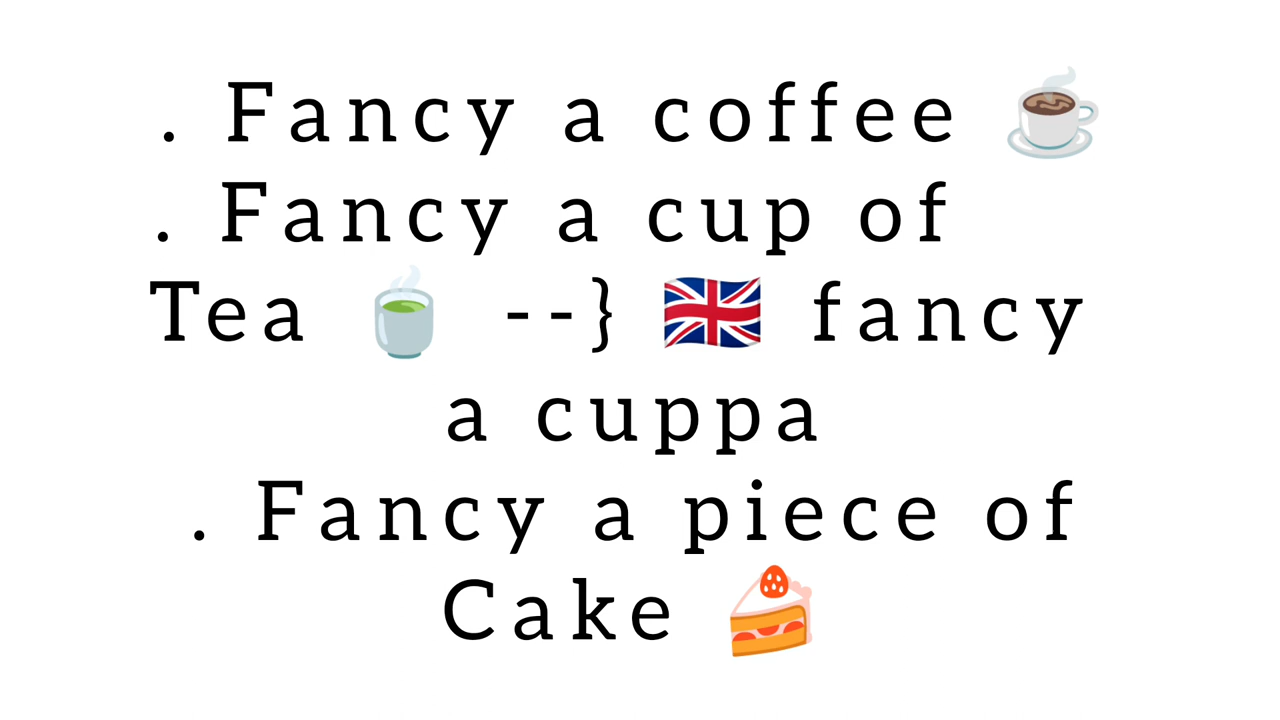 . Fancy a coffee ☕
. Fancy a cup of
Tea 🍵 --} 🇬🇧 fancy
a cuppa
. Fancy a piece of
Cake 🍰